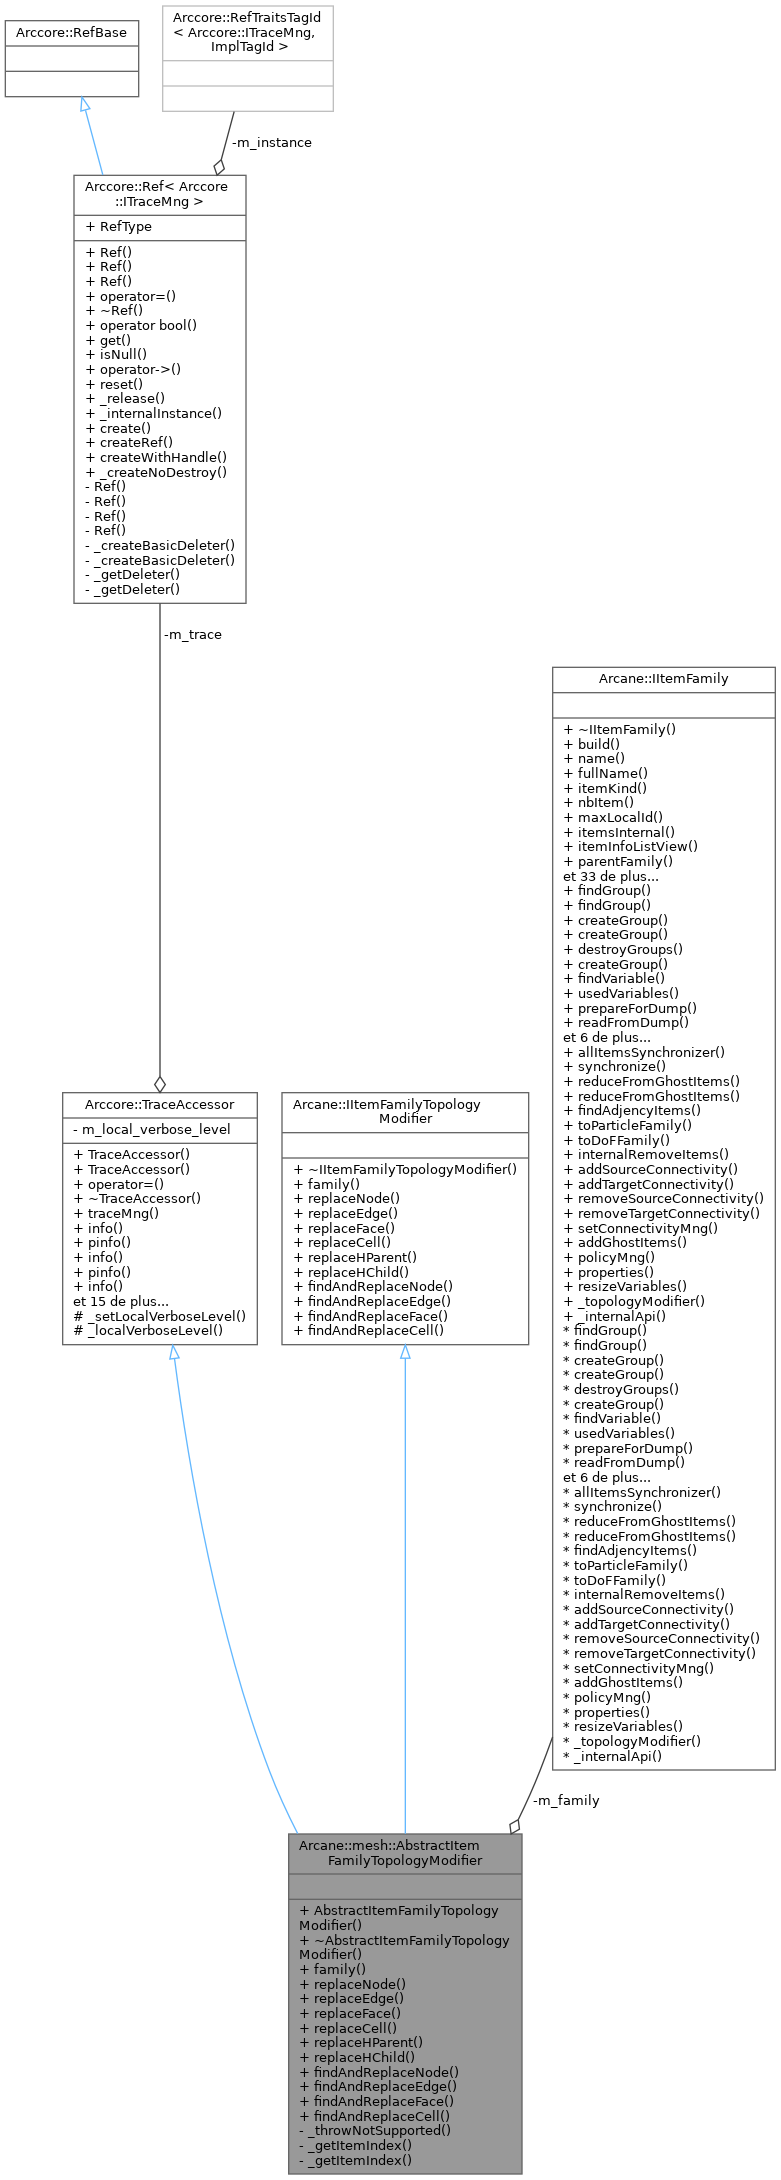 Arccore::RefBase
Arccore::RefTraitsTagId
< Arccore::ITraceMng,
ImplTagId >
-m_instance
Arccore::Ref< Arccore
::ITraceMng >
+ RefType
+ Ref()
+ Ref()
+ Ref()
+ operator=()
+ ~Ref()
+ operator bool()
+ get()
+ isNull()
+ operator->()
+ reset()
+ _release()
+ _internalInstance()
+ create()
+ createRef()
+ createWithHandle()
+ _createNoDestroy()
- Ref()
- Ref()
- Ref()
- Ref()
- _createBasicDeleter()
- _createBasicDeleter()
- _getDeleter()
- _getDeleter()
-m_trace
Arcane::IItemFamily
+ ~IItemFamily()
+ build()
+ name()
+ fullName()
+ itemKind()
+ nbItem()
+ maxLocalId()
+ itemsInternal()
+ itemInfoListView()
+ parentFamily()
et 33 de plus...
+ findGroup()
+ findGroup()
+ createGroup()
+ createGroup()
+ destroyGroups()
+ createGroup()
+ findVariable()
+ usedVariables()
+ prepareForDump()
+ readFromDump()
et 6 de plus...
+ allItemsSynchronizer()
+ synchronize()
+ reduceFromGhostItems()
+ reduceFromGhostItems()
+ findAdjencyItems()
+ toParticleFamily()
+ toDoFFamily()
+ internalRemoveItems()
+ addSourceConnectivity()
+ addTargetConnectivity()
+ removeSourceConnectivity()
+ removeTargetConnectivity()
+ setConnectivityMng()
+ addGhostItems()
+ policyMng()
+ properties()
+ resizeVariables()
+ _topologyModifier()
+ _internalApi()
* findGroup()
* findGroup()
* createGroup()
* createGroup()
* destroyGroups()
* createGroup()
* findVariable()
* usedVariables()
* prepareForDump()
* readFromDump()
et 6 de plus...
* allItemsSynchronizer()
* synchronize()
* reduceFromGhostItems()
* reduceFromGhostItems()
* findAdjencyItems()
* toParticleFamily()
* toDoFFamily()
* internalRemoveItems()
* addSourceConnectivity()
* addTargetConnectivity()
* removeSourceConnectivity()
* removeTargetConnectivity()
* setConnectivityMng()
* addGhostItems()
* policyMng()
* properties()
* resizeVariables()
* _topologyModifier()
* _internalApi()
Arccore::TraceAccessor
- m_local_verbose_level
+ TraceAccessor()
+ TraceAccessor()
+ operator=()
+ ~TraceAccessor()
+ traceMng()
+ info()
+ pinfo()
+ info()
+ pinfo()
+ info()
et 15 de plus...
# _setLocalVerboseLevel()
# _localVerboseLevel()
Arcane::IItemFamilyTopology
Modifier
+ ~IItemFamilyTopologyModifier()
+ family()
+ replaceNode()
+ replaceEdge()
+ replaceFace()
+ replaceCell()
+ replaceHParent()
+ replaceHChild()
+ findAndReplaceNode()
+ findAndReplaceEdge()
+ findAndReplaceFace()
+ findAndReplaceCell()
-m_family
Arcane::mesh::AbstractItem
FamilyTopologyModifier
+ AbstractItemFamilyTopology
Modifier()
+ ~AbstractItemFamilyTopology
Modifier()
+ family()
+ replaceNode()
+ replaceEdge()
+ replaceFace()
+ replaceCell()
+ replaceHParent()
+ replaceHChild()
+ findAndReplaceNode()
+ findAndReplaceEdge()
+ findAndReplaceFace()
+ findAndReplaceCell()
- _throwNotSupported()
- _getItemIndex()
- _getItemIndex()